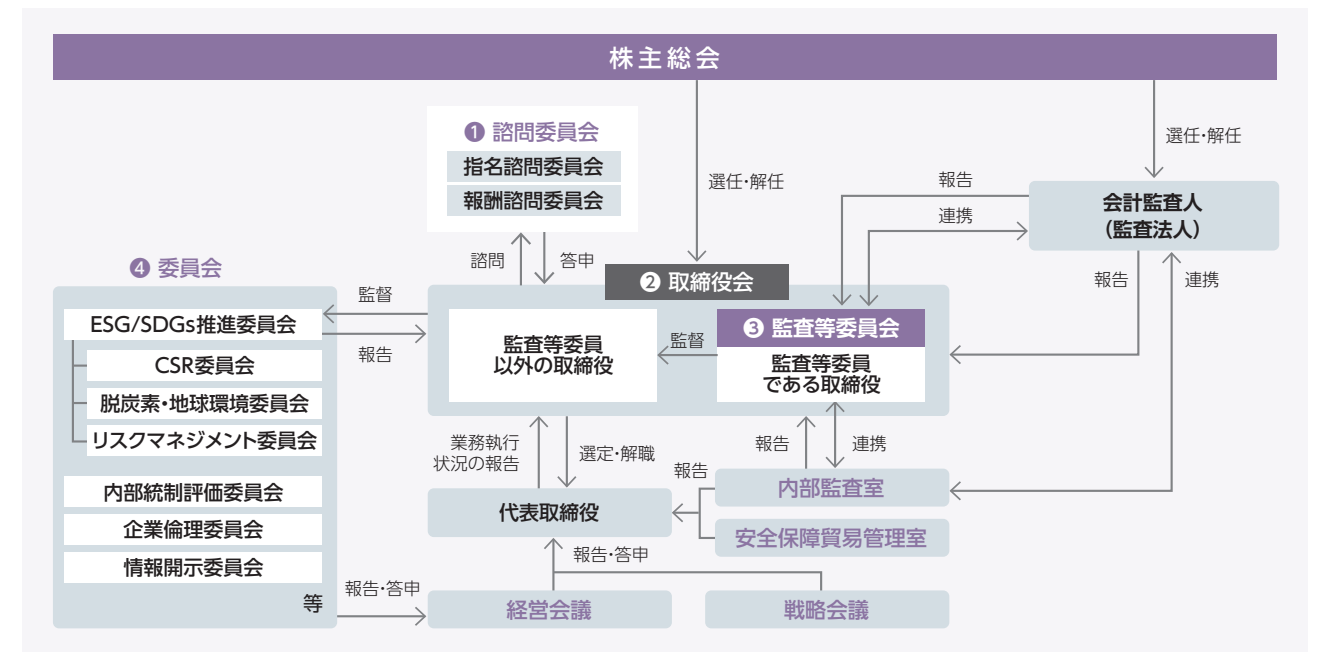 株主総会
❶ 諮問委員会
指名諮問委員会
報酬諮問委員会
選任・解任
選任・解任
報告
連携
会計監査人
（監査法人）
諮問
答申
❹ 委員会
❷ 取締役会
報告
連携
監督
報告
ESG/SDGs推進委員会
CSR委員会
脱炭素・地球環境委員会
リスクマネジメント委員会
内部統制評価委員会
企業倫理委員会
情報開示委員会
等
監査等委員
以外の取締役
監督
❸ 監査等委員会
監査等委員
である取締役
業務執行
状況の報告
選定・解職
報告
連携
報告
内部監査室
代表取締役
安全保障貿易管理室
報告・答申
報告・答申
経営会議
戦略会議